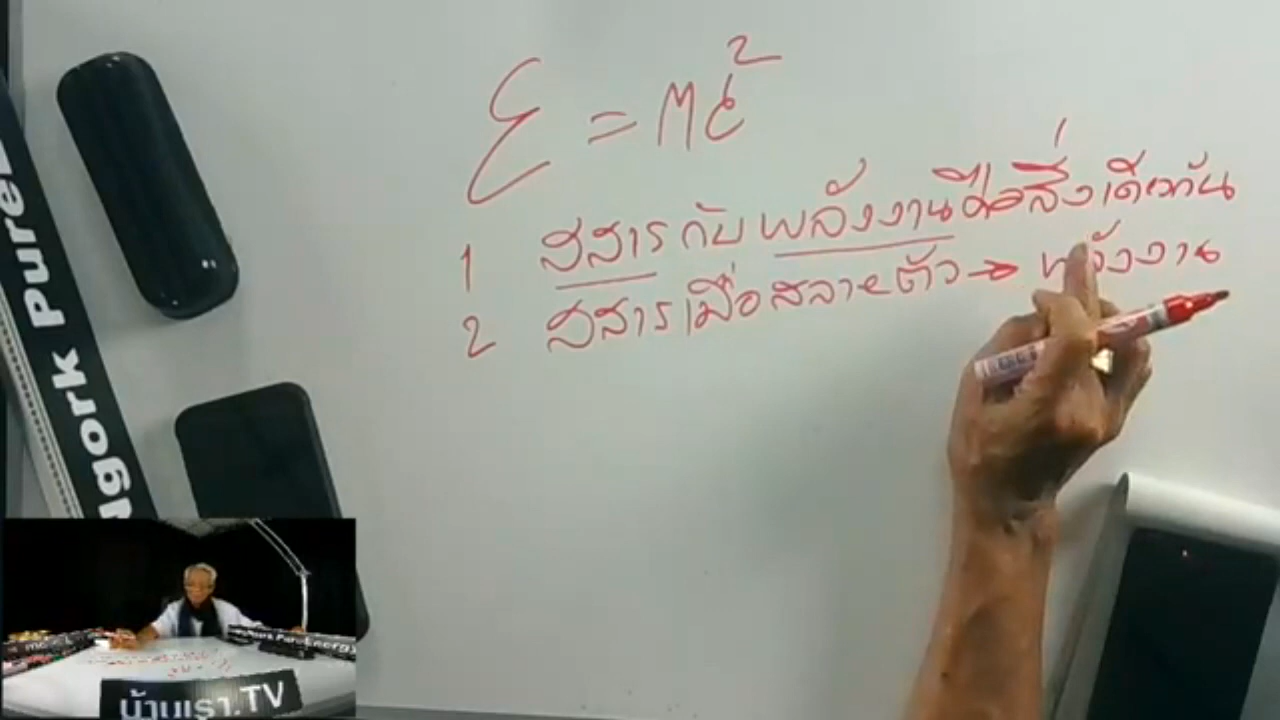 E = mc²
1 สสารกับพลังงานคือสิ่งเดียวกัน
2 สสารเมื่อสลายตัว → พลังงาน
ngork Pure
บ้านเรา.TV